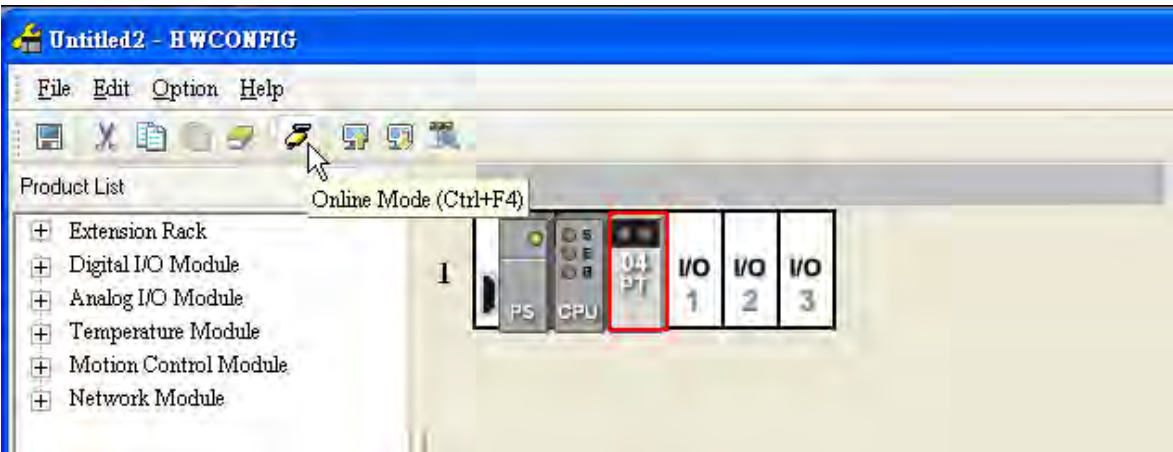 Untitled2 - HWCONFIG
File Edit Option Help
Product List
Online Mode (Ctrl+F4)
Extension Rack
Digital I/O Module
Analog I/O Module
Temperature Module
Motion Control Module
Network Module
1
PS
CPU
S
E
B
04
PT
I/O
1
I/O
2
I/O
3